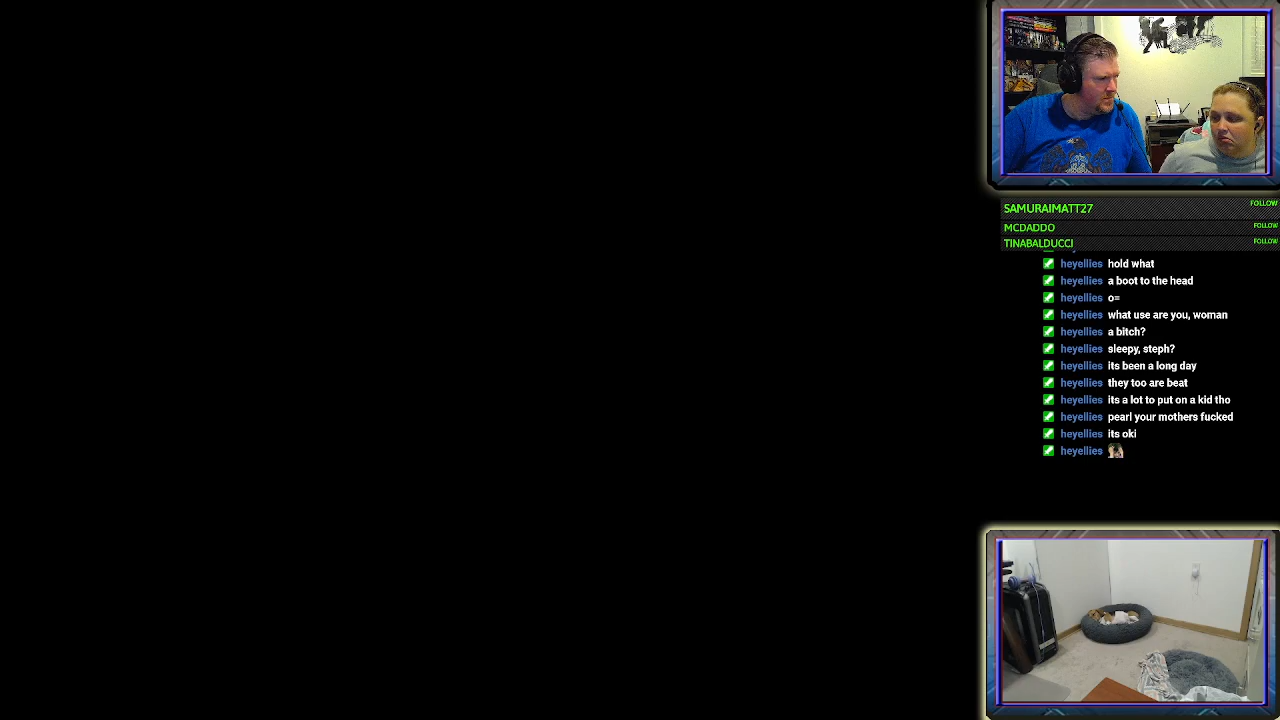 SAMURAIMATT27 FOLLOW
MCDADDO FOLLOW
TINABALDUCCI FOLLOW
heyellies hold what
heyellies a boot to the head
heyellies o=
heyellies what use are you, woman
heyellies a bitch?
heyellies sleepy, steph?
heyellies its been a long day
heyellies they too are beat
heyellies its a lot to put on a kid tho
heyellies pearl your mothers fucked
heyellies its oki
heyellies